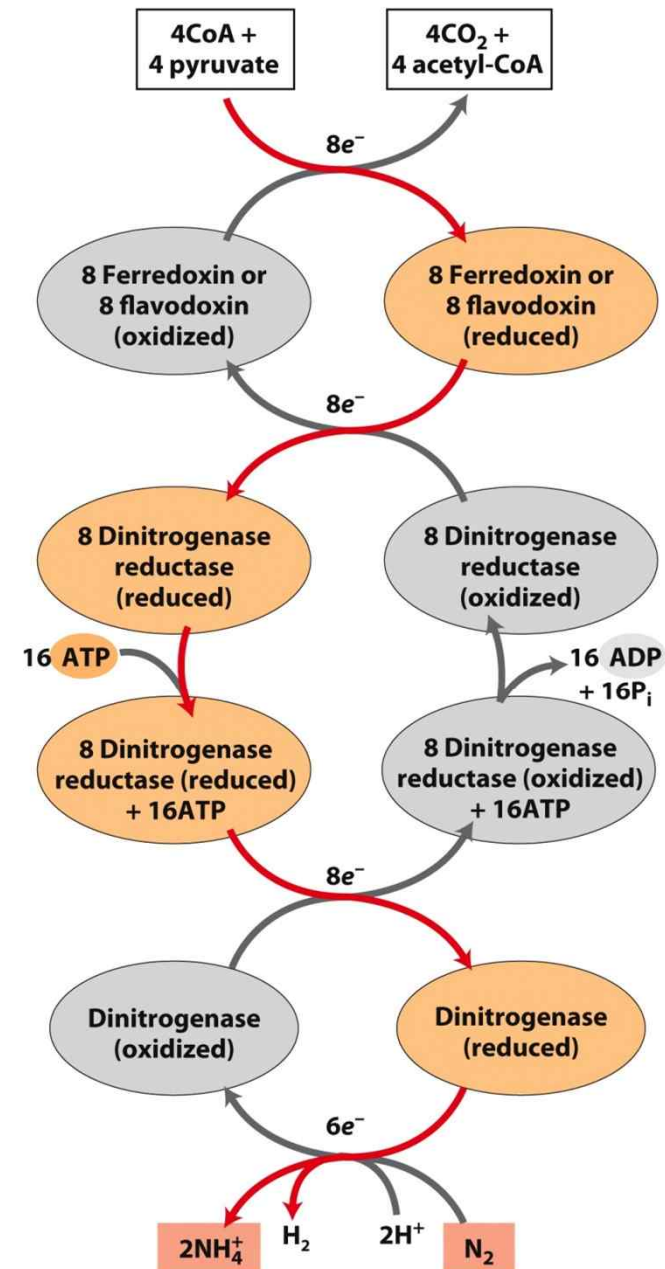 4CoA +
4 pyruvate
4CO₂ +
4 acetyl-CoA
8e⁻
8 Ferredoxin or
8 flavodoxin
(oxidized)
8 Ferredoxin or
8 flavodoxin
(reduced)
8e⁻
8 Dinitrogenase
reductase
(reduced)
8 Dinitrogenase
reductase
(oxidized)
16 ATP
16 ADP
+ 16Pᵢ
8 Dinitrogenase
reductase (reduced)
+ 16ATP
8 Dinitrogenase
reductase (oxidized)
+ 16ATP
8e⁻
Dinitrogenase
(oxidized)
Dinitrogenase
(reduced)
6e⁻
2NH₄⁺
H₂
2H⁺
N₂